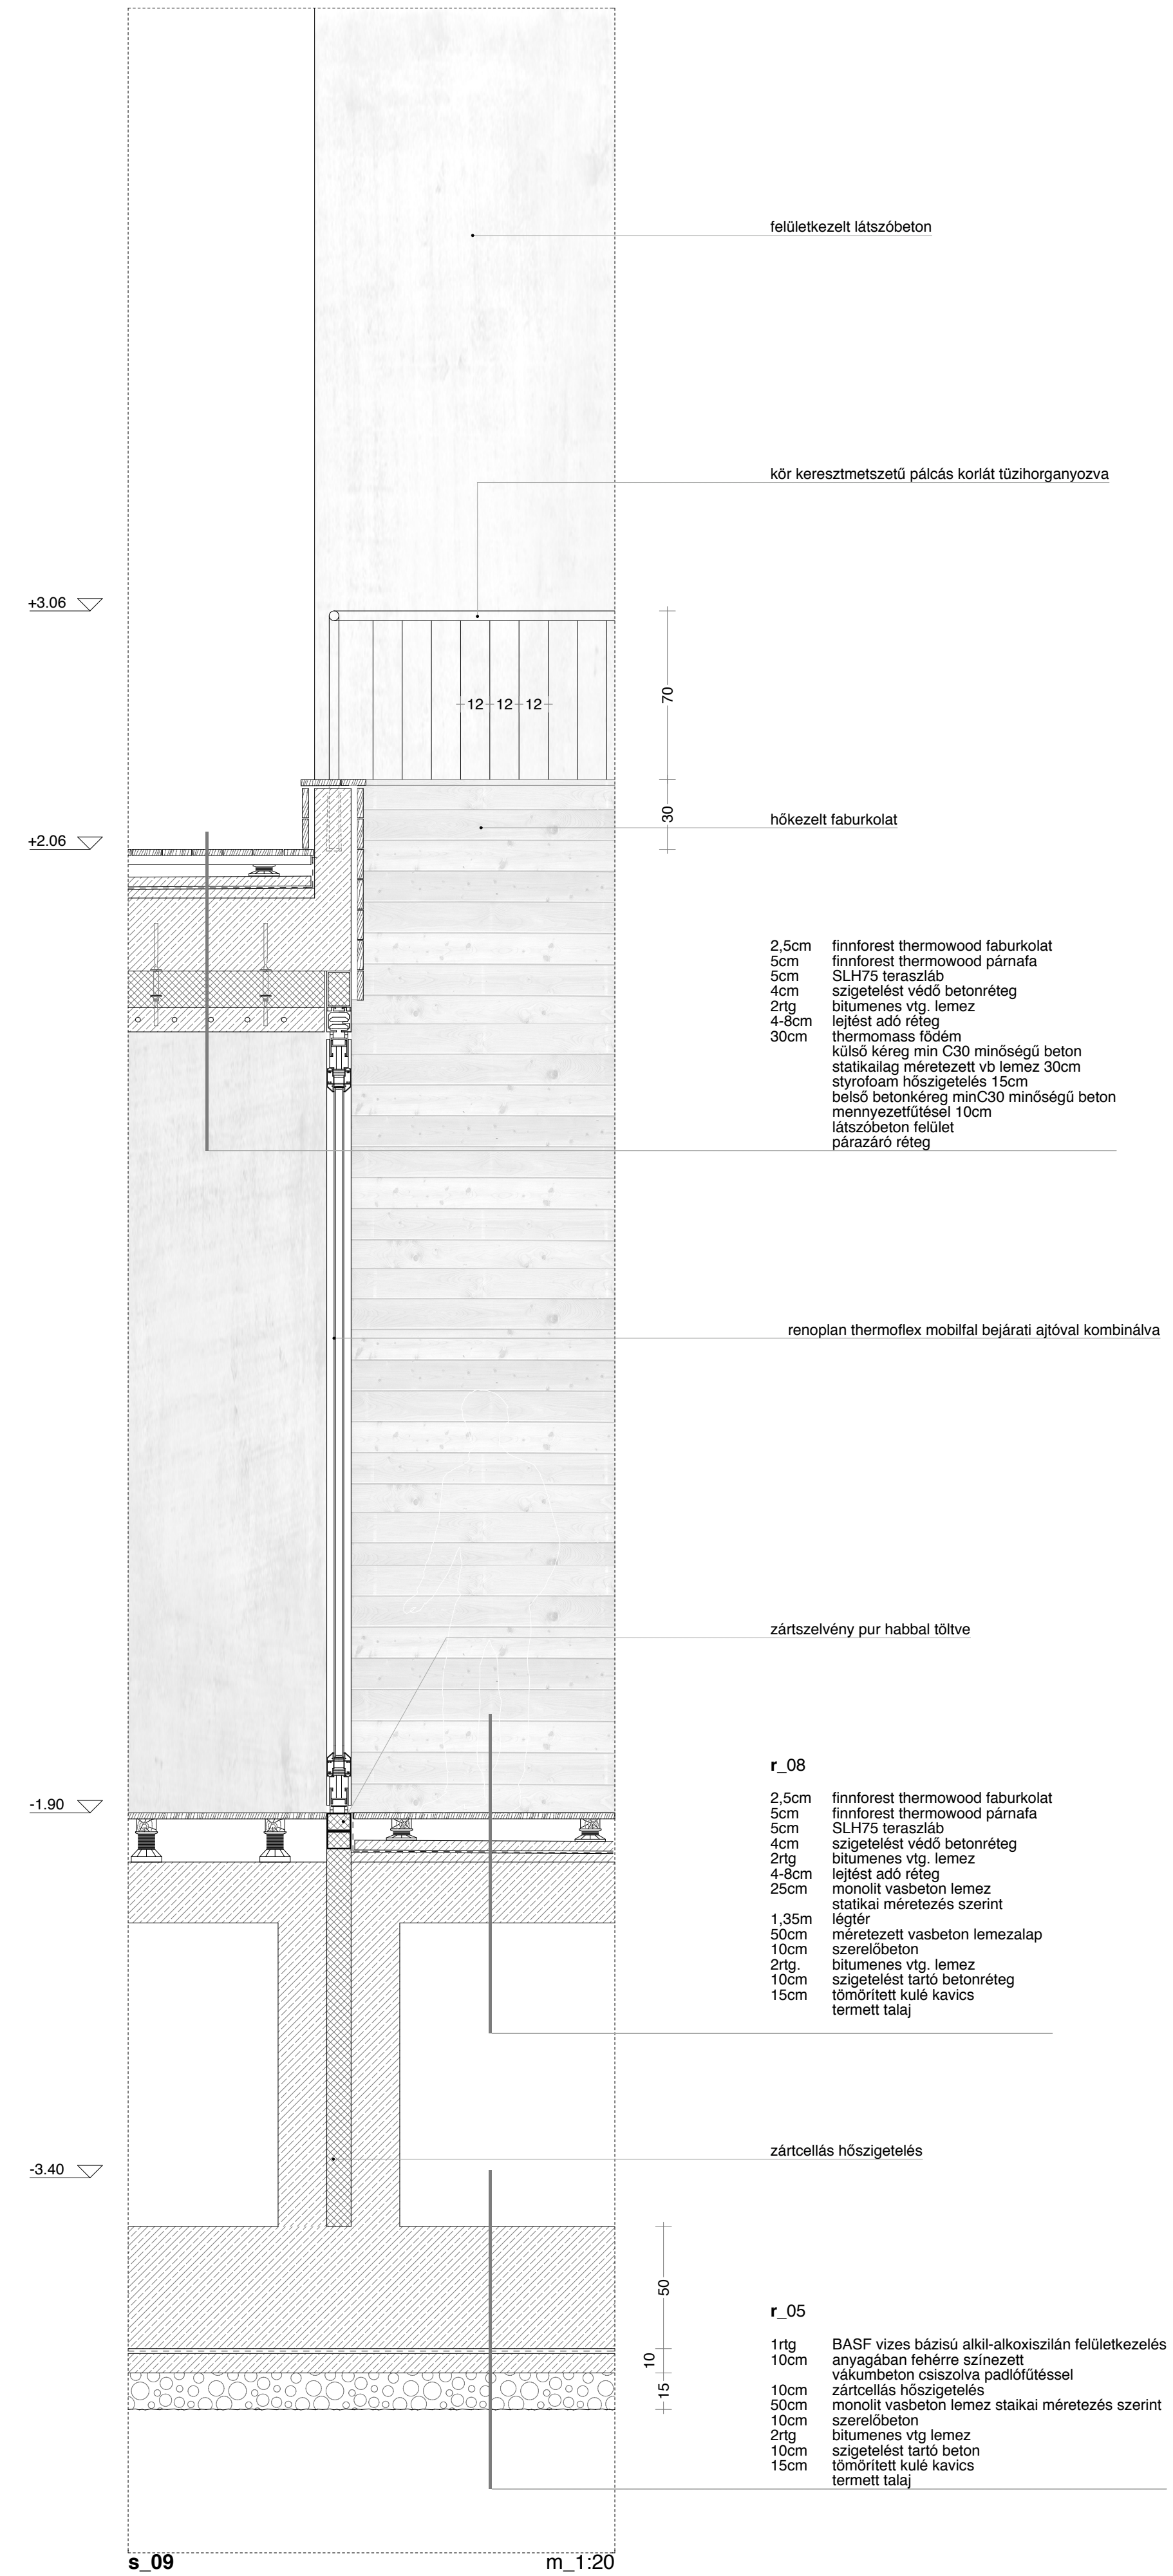 felületkezelt látszóbeton
kör keresztmetszetű pálcás korlát tüzihorganyozva
+3.06
70
12 12 12
30
hőkezelt faburkolat
+2.06
2,5cm finnforest thermowood faburkolat
5cm finnforest thermowood párnafa
5cm SLH75 teraszláb
4cm szigetelést védő betonréteg
2rtg bitumenes vtg. lemez
4-8cm lejtést adó réteg
30cm thermomass födém
külső kéreg min C30 minőségű beton
statikailag méretezett vb lemez 30cm
styrofoam hőszigetelés 15cm
belső betonkéreg minC30 minőségű beton
mennyezetfűtésel 10cm
látszóbeton felület
párazáró réteg
renoplan thermoflex mobilfal bejárati ajtóval kombinálva
zártszelvény pur habbal töltve
r_08
-1.90
2,5cm finnforest thermowood faburkolat
5cm finnforest thermowood párnafa
5cm SLH75 teraszláb
4cm szigetelést védő betonréteg
2rtg bitumenes vtg. lemez
4-8cm lejtést adó réteg
25cm monolit vasbeton lemez
statikai méretezés szerint
1,35m légtér
50cm méretezett vasbeton lemezalap
10cm szerelőbeton
2rtg. bitumenes vtg. lemez
10cm szigetelést tartó betonréteg
15cm tömörített kulé kavics
termett talaj
zártcellás hőszigetelés
-3.40
50
10
15
r_05
1rtg BASF vizes bázisú alkil-alkoxiszilán felületkezelés
10cm anyagában fehérre színezett
vákumbeton csiszolva padlófűtéssel
10cm zártcellás hőszigetelés
50cm monolit vasbeton lemez staikai méretezés szerint
10cm szerelőbeton
2rtg bitumenes vtg lemez
10cm szigetelést tartó beton
15cm tömörített kulé kavics
termett talaj
s_09 m_1:20